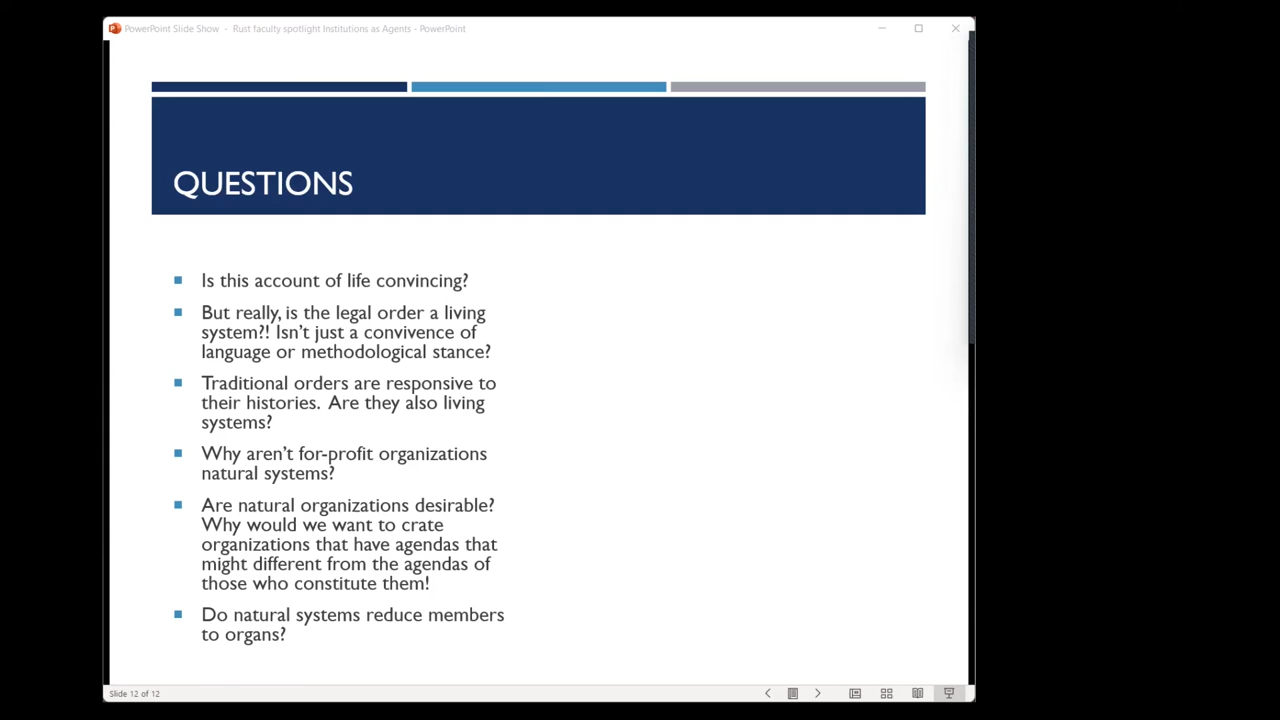 PowerPoint Slide Show - Rust faculty spotlight Institutions as Agents - PowerPoint
QUESTIONS
Is this account of life convincing?
But really, is the legal order a living
system?! Isn't just a convivence of
language or methodological stance?
Traditional orders are responsive to
their histories. Are they also living
systems?
Why aren't for-profit organizations
natural systems?
Are natural organizations desirable?
Why would we want to crate
organizations that have agendas that
might different from the agendas of
those who constitute them!
Do natural systems reduce members
to organs?
Slide 12 of 12